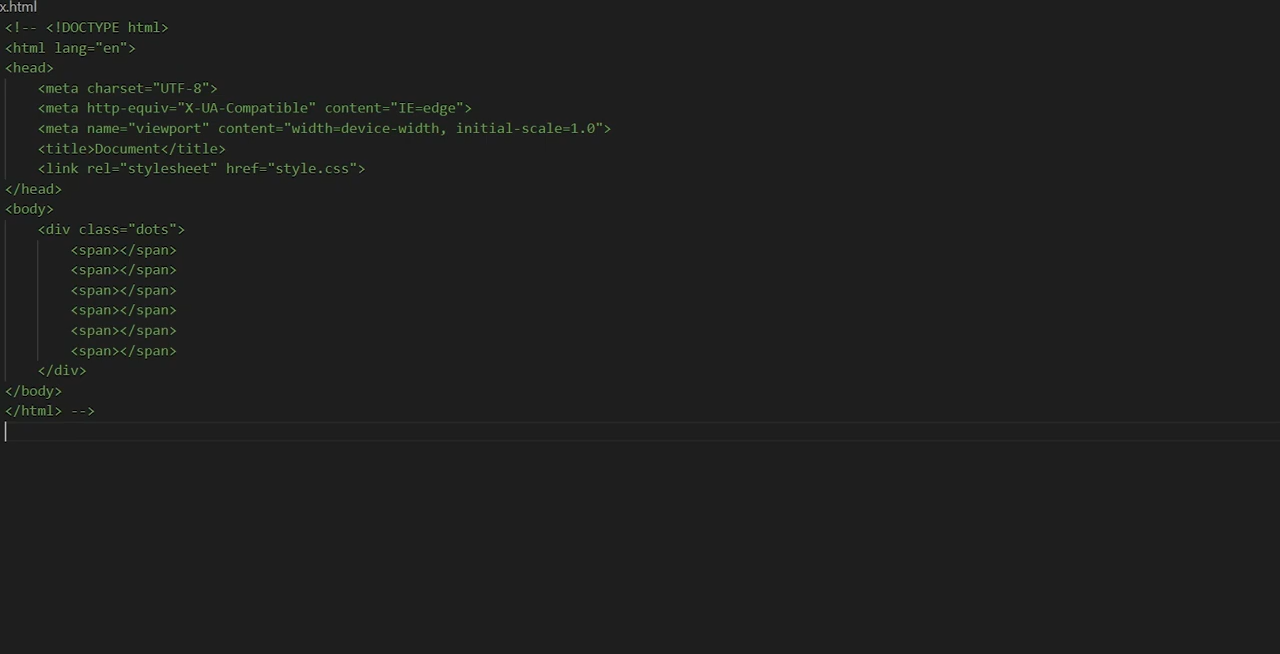 x.html
<!-- <!DOCTYPE html>
<html lang="en">
<head>
    <meta charset="UTF-8">
    <meta http-equiv="X-UA-Compatible" content="IE=edge">
    <meta name="viewport" content="width=device-width, initial-scale=1.0">
    <title>Document</title>
    <link rel="stylesheet" href="style.css">
</head>
<body>
    <div class="dots">
        <span></span>
        <span></span>
        <span></span>
        <span></span>
        <span></span>
        <span></span>
    </div>
</body>
</html> -->